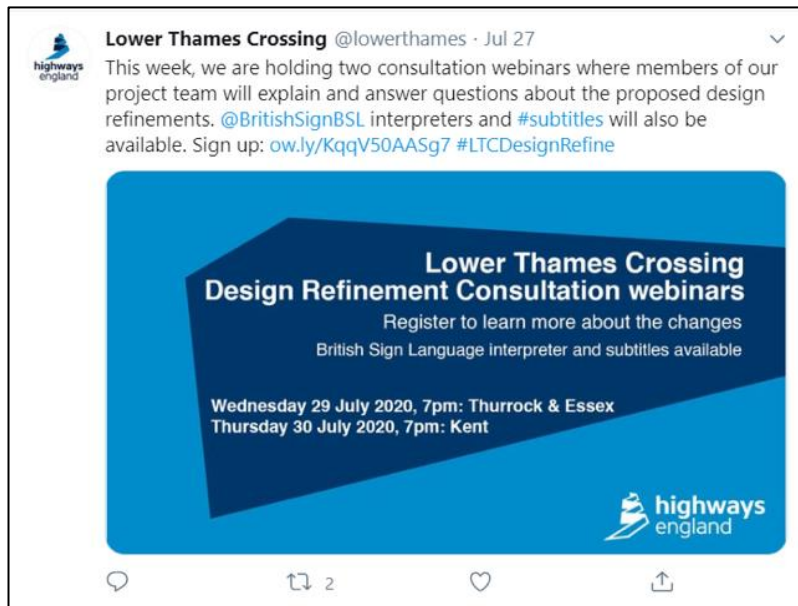 Lower Thames Crossing @lowerthames · Jul 27
highways
england
This week, we are holding two consultation webinars where members of our
project team will explain and answer questions about the proposed design
refinements. @BritishSignBSL interpreters and #subtitles will also be
available. Sign up: ow.ly/KqqV50AASg7 #LTCDesignRefine
Lower Thames Crossing
Design Refinement Consultation webinars
Register to learn more about the changes
British Sign Language interpreter and subtitles available
Wednesday 29 July 2020, 7pm: Thurrock & Essex
Thursday 30 July 2020, 7pm: Kent
highways
england
2